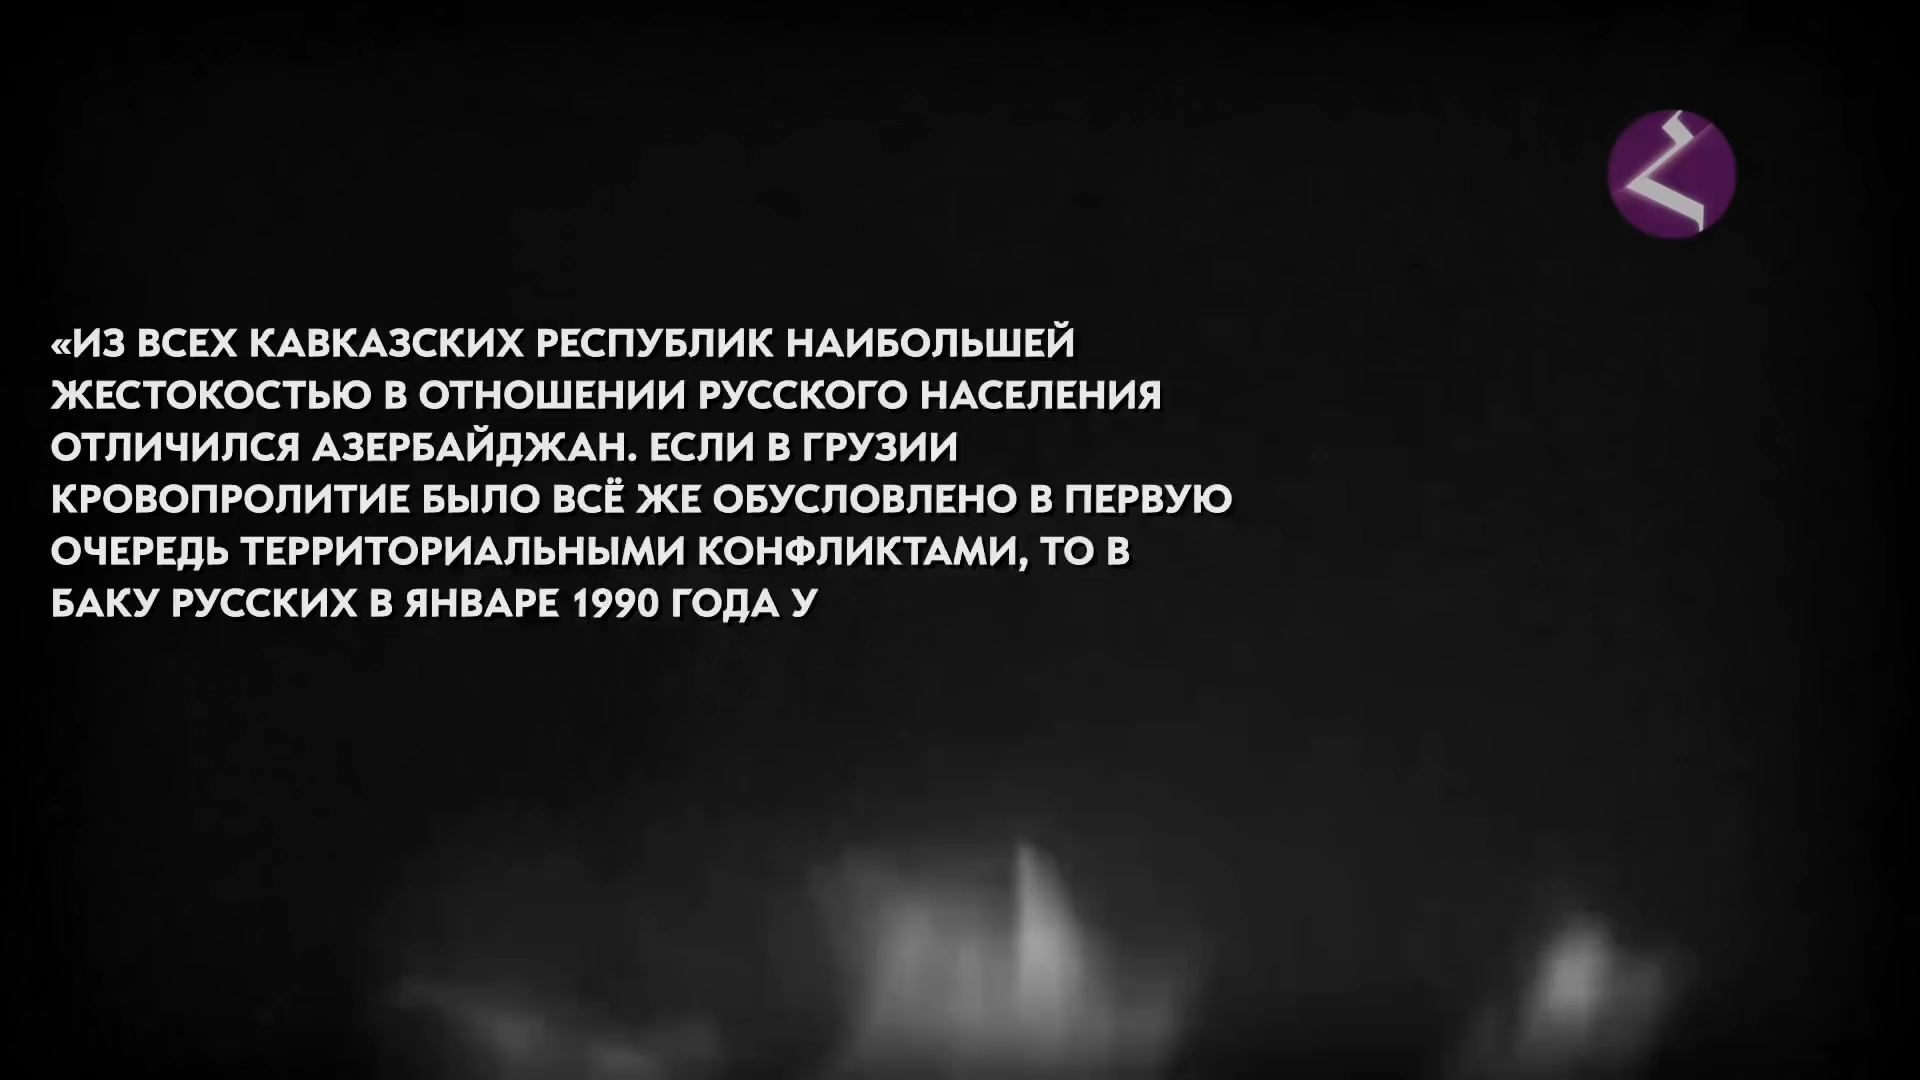 «ИЗ ВСЕХ КАВКАЗСКИХ РЕСПУБЛИК НАИБОЛЬШЕЙ
ЖЕСТОКОСТЬЮ В ОТНОШЕНИИ РУССКОГО НАСЕЛЕНИЯ
ОТЛИЧИЛСЯ АЗЕРБАЙДЖАН. ЕСЛИ В ГРУЗИИ
КРОВОПРОЛИТИЕ БЫЛО ВСЁ ЖЕ ОБУСЛОВЛЕНО В ПЕРВУЮ
ОЧЕРЕДЬ ТЕРРИТОРИАЛЬНЫМИ КОНФЛИКТАМИ, ТО В
БАКУ РУССКИХ В ЯНВАРЕ 1990 ГОДА У